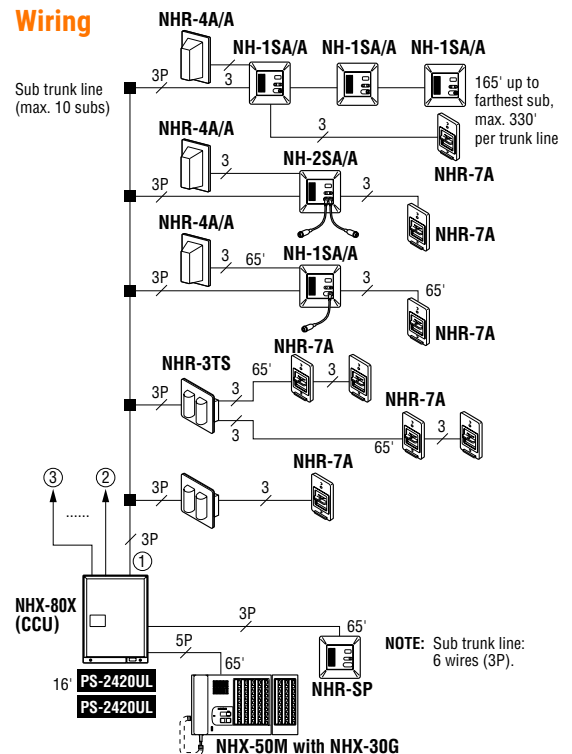 Wiring
NHR-4A/A
NH-1SA/A NH-1SA/A NH-1SA/A
Sub trunk line
(max. 10 subs)
3P
3
165' up to
farthest sub,
max. 330'
per trunk line
3
NHR-7A
NHR-4A/A
3
NH-2SA/A
3P
3
NHR-7A
NHR-4A/A
3
65'
NH-1SA/A
3P
3
65'
NHR-7A
NHR-3TS
NHR-7A
3P
3
65'
3
NHR-7A
3
65'
3
NHR-7A
3P
3
③
②
......
3P
①
NHX-80X
(CCU)
3P
65'
NOTE: Sub trunk line:
6 wires (3P).
5P
65'
NHR-SP
16'
PS-2420UL
PS-2420UL
NHX-50M with NHX-30G